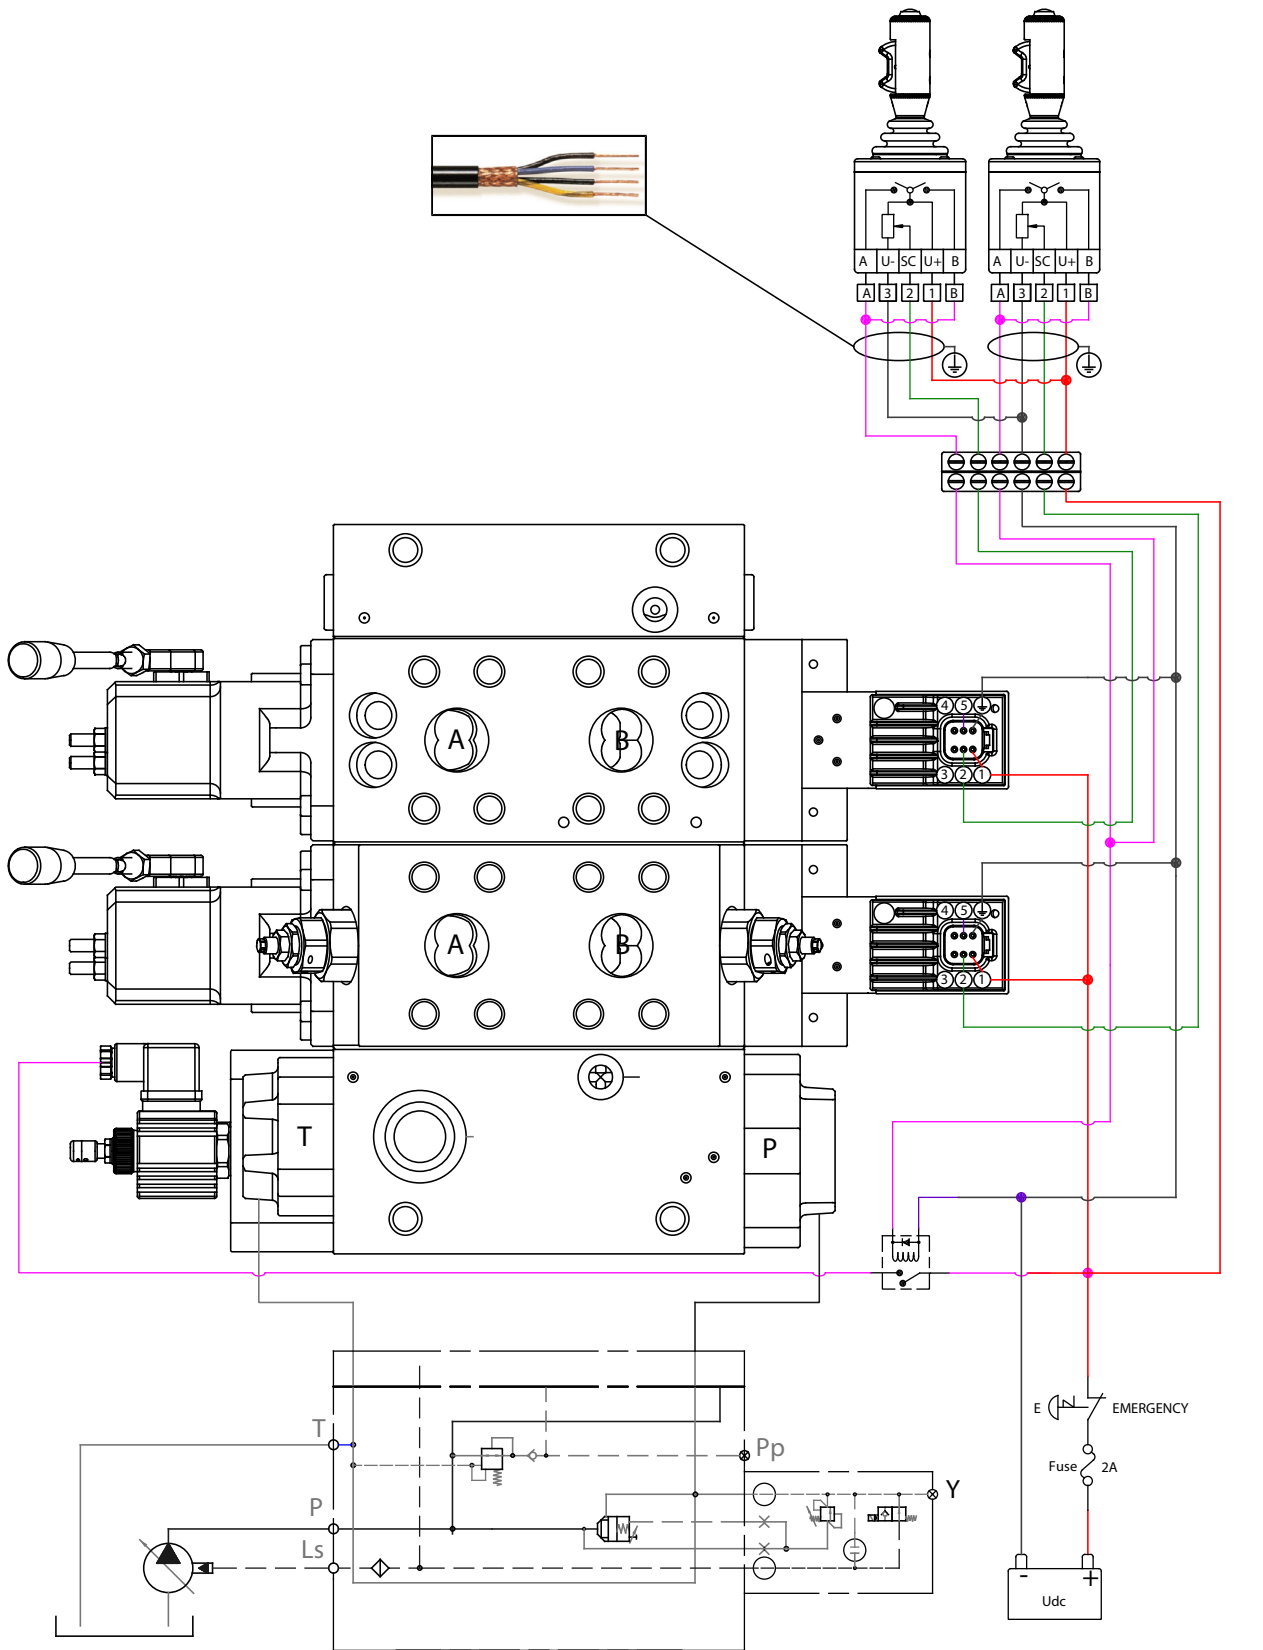 A U- SC U+ B
A U- SC U+ B
A 3 2 1 B
A 3 2 1 B
4 5
A B
3 2 1
4 5
A B
3 2 1
T
P
E EMERGENCY
T
Pp
Fuse 2A
Y
P
Ls
- +
Udc